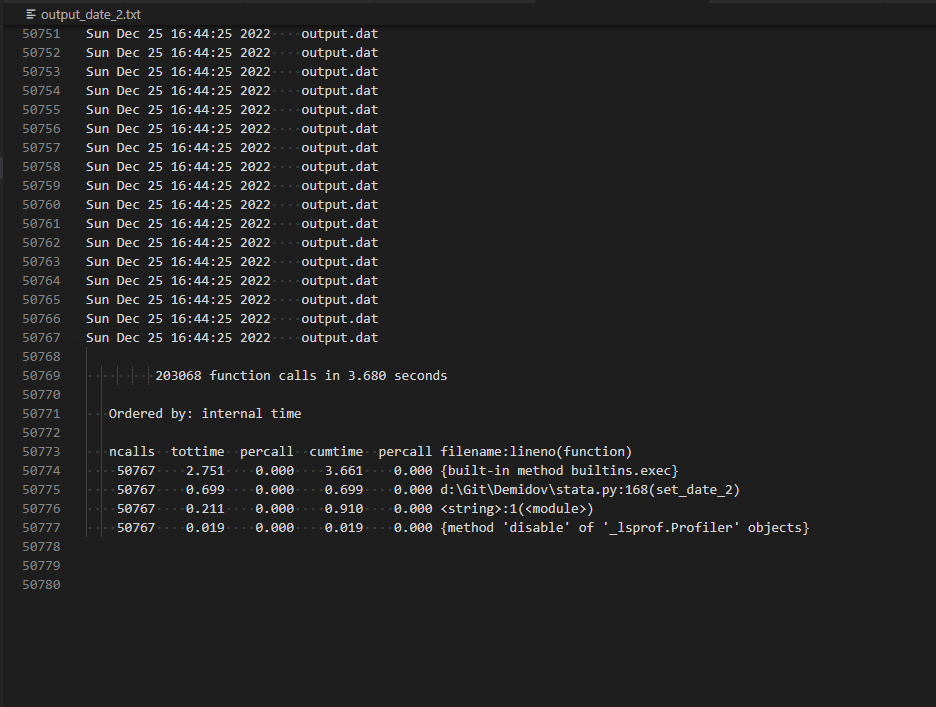 output_date_2.txt
50751 Sun Dec 25 16:44:25 2022 output.dat
50752 Sun Dec 25 16:44:25 2022 output.dat
50753 Sun Dec 25 16:44:25 2022 output.dat
50754 Sun Dec 25 16:44:25 2022 output.dat
50755 Sun Dec 25 16:44:25 2022 output.dat
50756 Sun Dec 25 16:44:25 2022 output.dat
50757 Sun Dec 25 16:44:25 2022 output.dat
50758 Sun Dec 25 16:44:25 2022 output.dat
50759 Sun Dec 25 16:44:25 2022 output.dat
50760 Sun Dec 25 16:44:25 2022 output.dat
50761 Sun Dec 25 16:44:25 2022 output.dat
50762 Sun Dec 25 16:44:25 2022 output.dat
50763 Sun Dec 25 16:44:25 2022 output.dat
50764 Sun Dec 25 16:44:25 2022 output.dat
50765 Sun Dec 25 16:44:25 2022 output.dat
50766 Sun Dec 25 16:44:25 2022 output.dat
50767 Sun Dec 25 16:44:25 2022 output.dat
50768
50769 203068 function calls in 3.680 seconds
50770
50771 Ordered by: internal time
50772
50773 ncalls tottime percall cumtime percall filename:lineno(function)
50774 50767 2.751 0.000 3.661 0.000 {built-in method builtins.exec}
50775 50767 0.699 0.000 0.699 0.000 d:\Git\Demidov\stata.py:168(set_date_2)
50776 50767 0.211 0.000 0.910 0.000 <string>:1(<module>)
50777 50767 0.019 0.000 0.019 0.000 {method 'disable' of '_lsprof.Profiler' objects}
50778
50779
50780